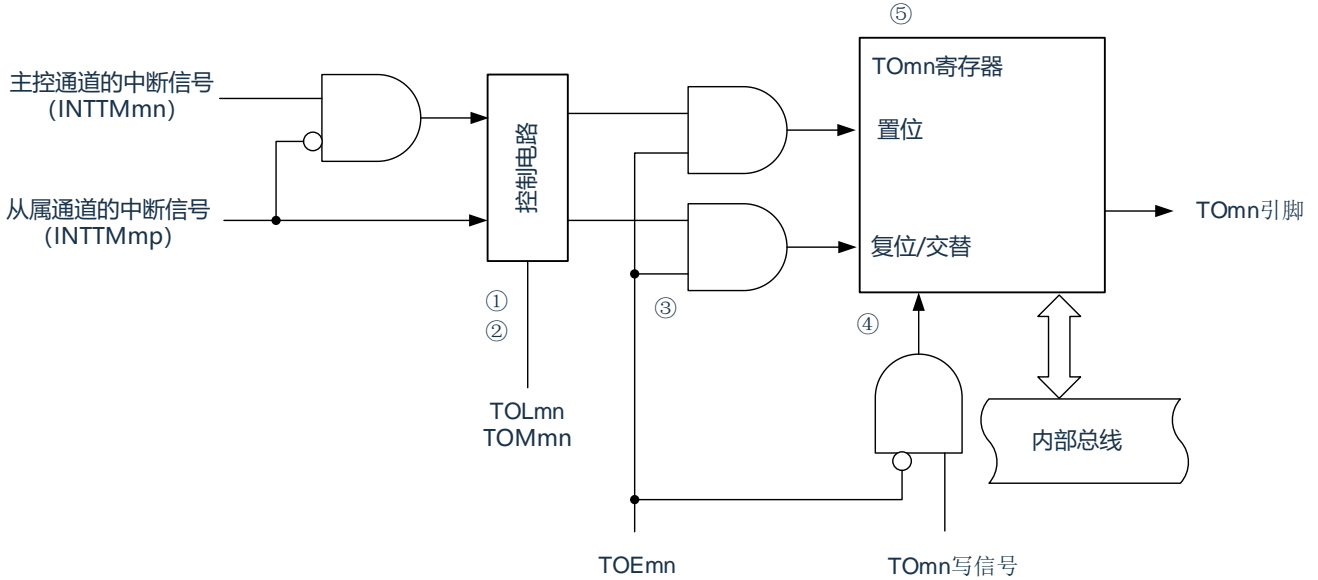 ⑤
主控通道的中断信号
(INTTMmn)
TOmn寄存器
置位
控制电路
从属通道的中断信号
(INTTMmp)
TOmn引脚
复位/交替
①
②
③
④
TOLmn
TOMmn
内部总线
TOEmn
TOmn写信号